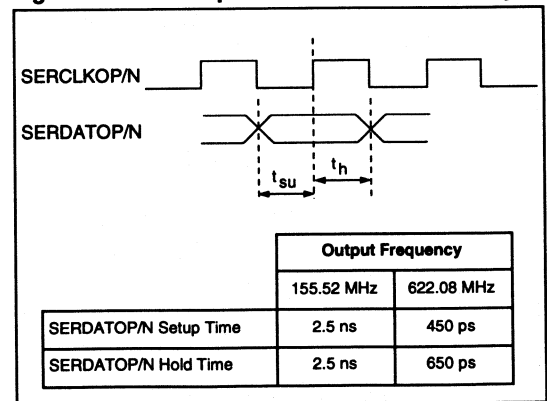 SERCLKOP/N
SERDATOP/N
tsu
th
Output Frequency
155.52 MHz 622.08 MHz
SERDATOP/N Setup Time 2.5 ns 450 ps
SERDATOP/N Hold Time 2.5 ns 650 ps